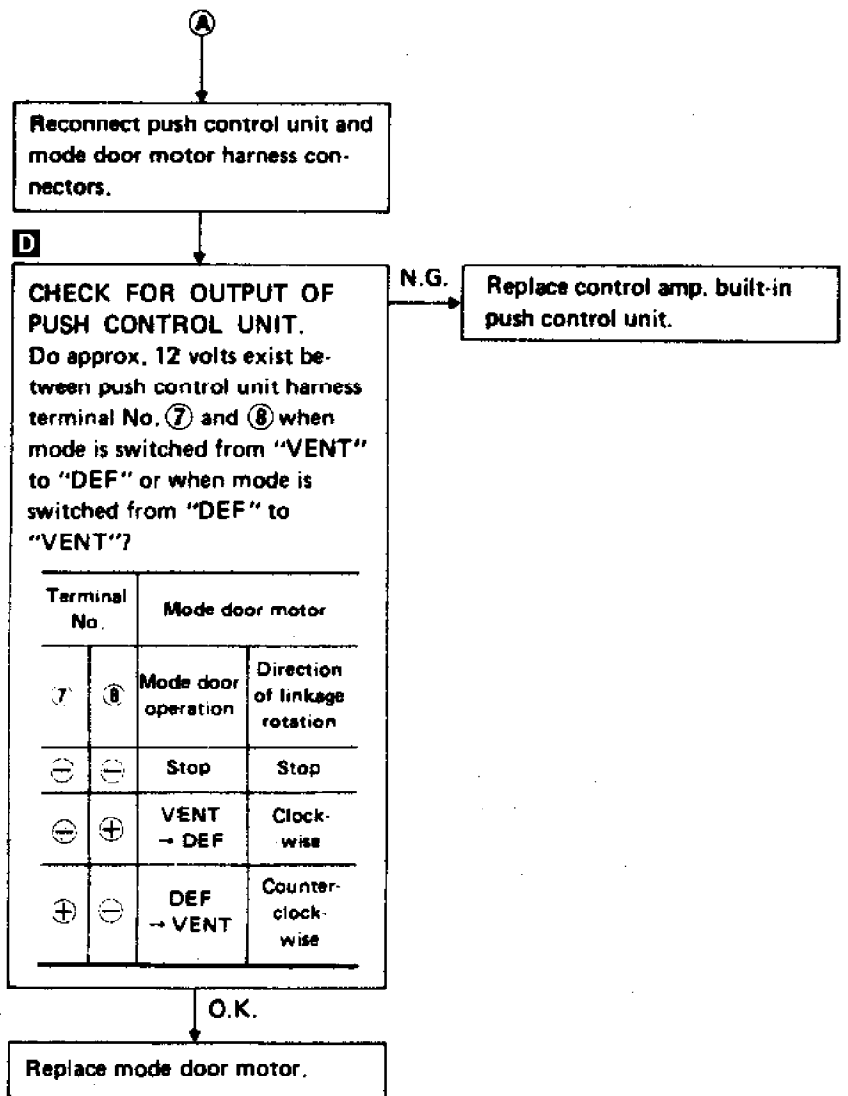 Ⓐ
Reconnect push control unit and
mode door motor harness con-
nectors.
D
CHECK FOR OUTPUT OF
PUSH CONTROL UNIT.
Do approx. 12 volts exist be-
tween push control unit harness
terminal No. ⑦ and ⑧ when
mode is switched from "VENT"
to "DEF" or when mode is
switched from "DEF" to
"VENT"?
N.G.
Replace control amp. built-in
push control unit.
Terminal
No.
Mode door motor
⑦ ⑧
Mode door
operation
Direction
of linkage
rotation
⊖ ⊖ Stop Stop
⊖ ⊕
VENT
→ DEF
Clock-
wise
⊕ ⊖
DEF
→ VENT
Counter-
clock-
wise
O.K.
Replace mode door motor.